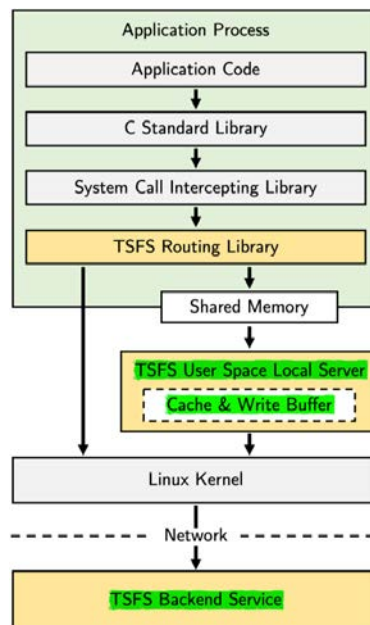 Application Process
Application Code
C Standard Library
System Call Intercepting Library
TSFS Routing Library
Shared Memory
TSFS User Space Local Server
Cache & Write Buffer
Linux Kernel
Network
TSFS Backend Service